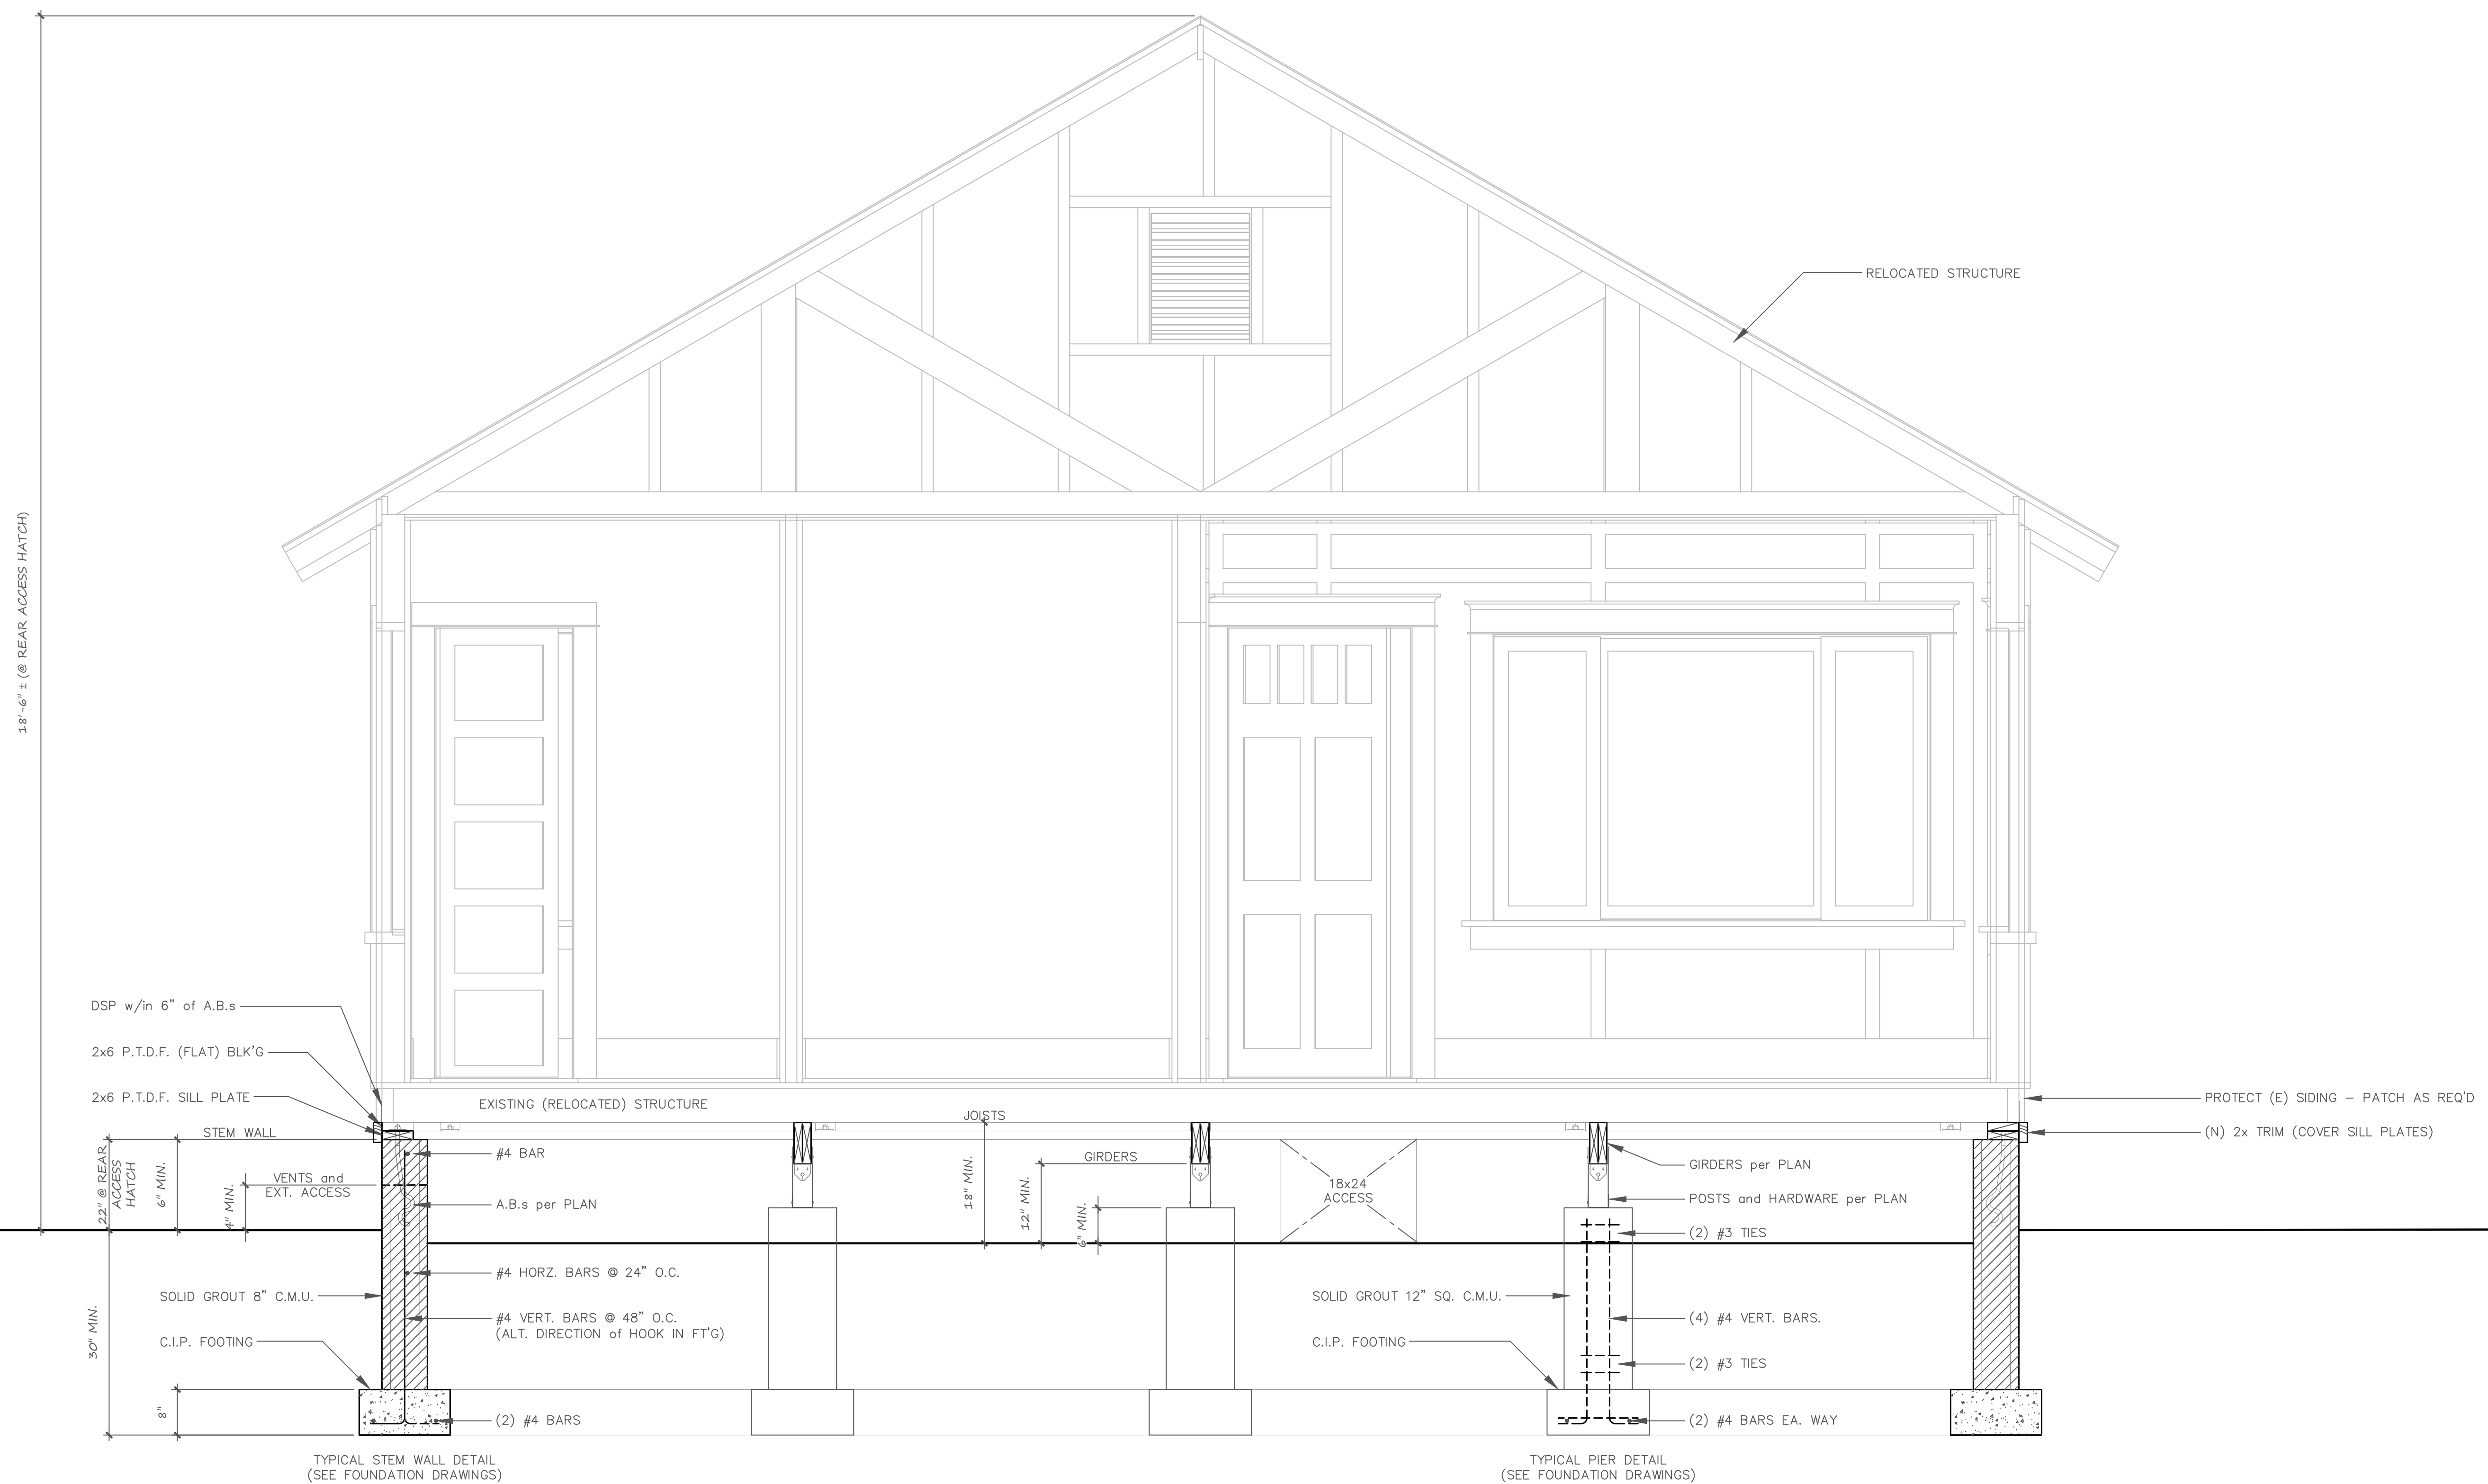 18'-6" ± (@ REAR ACCESS HATCH)
RELOCATED STRUCTURE
DSP w/in 6" of A.B.s
2x6 P.T.D.F. (FLAT) BLK'G
2x6 P.T.D.F. SILL PLATE
STEM WALL
22" @ REAR
ACCESS
HATCH
6" MIN.
4" MIN.
VENTS and
EXT. ACCESS
30" MIN.
SOLID GROUT 8" C.M.U.
C.I.P. FOOTING
8"
EXISTING (RELOCATED) STRUCTURE
#4 BAR
A.B.s per PLAN
#4 HORZ. BARS @ 24" O.C.
#4 VERT. BARS @ 48" O.C.
(ALT. DIRECTION of HOOK IN FT'G)
(2) #4 BARS
TYPICAL STEM WALL DETAIL
(SEE FOUNDATION DRAWINGS)
JOISTS
18" MIN.
12" MIN.
GIRDERS
6" MIN.
18x24
ACCESS
SOLID GROUT 12" SQ. C.M.U.
C.I.P. FOOTING
GIRDERS per PLAN
POSTS and HARDWARE per PLAN
(2) #3 TIES
(4) #4 VERT. BARS.
(2) #3 TIES
(2) #4 BARS EA. WAY
TYPICAL PIER DETAIL
(SEE FOUNDATION DRAWINGS)
PROTECT (E) SIDING – PATCH AS REQ'D
(N) 2x TRIM (COVER SILL PLATES)